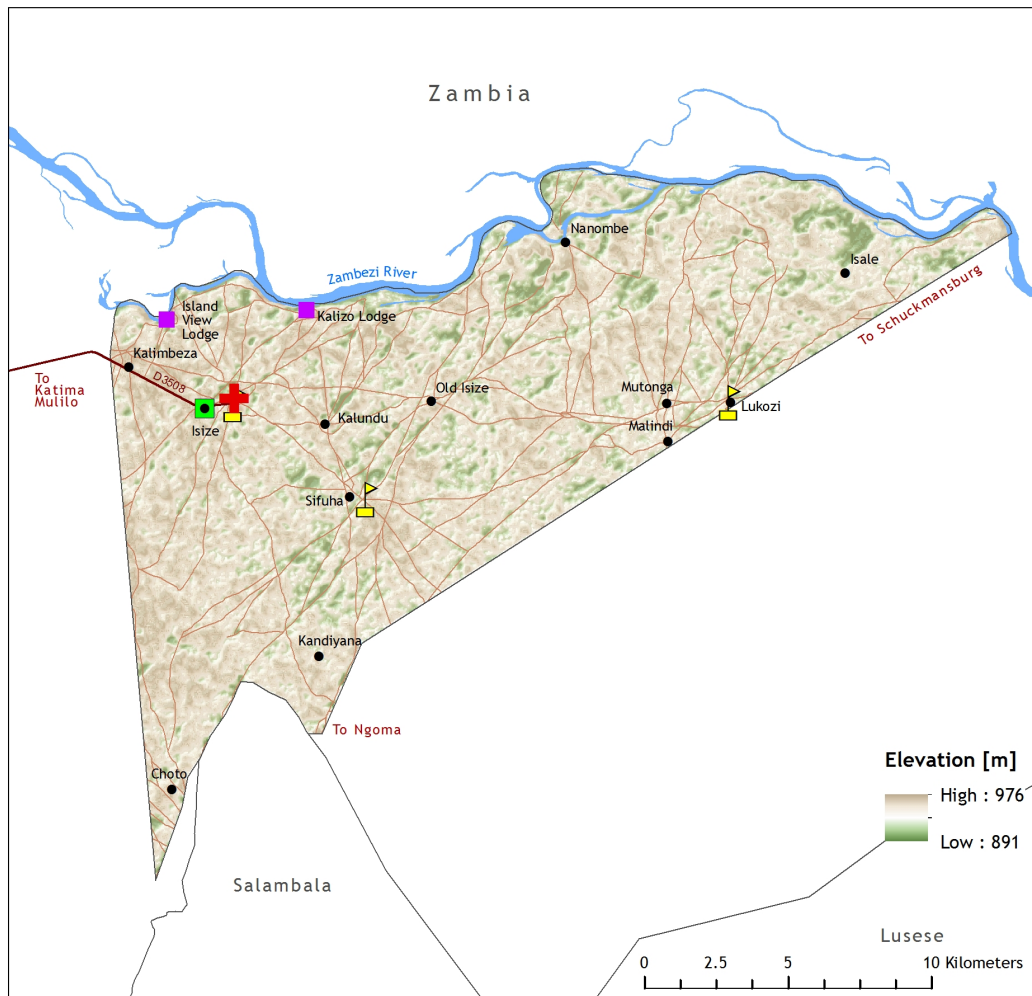 Zambia
Nanombe
Isale
Zambezi River
To Schuckmansburg
Island
View
Lodge
Kalizo Lodge
Kalimbeza
D3508
To
Katima
Mulilo
Old Isize
Mutonga
Lukozi
Isize
Kalundu
Malindi
Sifuha
Kandiyana
To Ngoma
Choto
Elevation [m]
High : 976
Low : 891
Salambala
Lusese
0 2.5 5 10 Kilometers